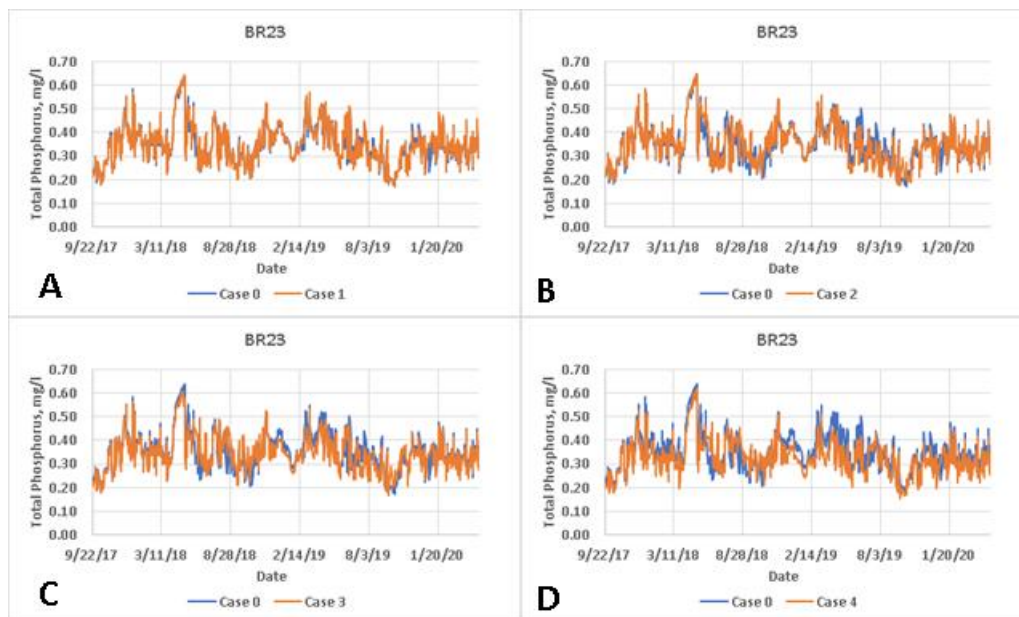 BR23
Total Phosphorus, mg/l
0.70
0.60
0.50
0.40
0.30
0.20
0.10
0.00
9/22/17 3/11/18 8/28/18 2/14/19 8/3/19 1/20/20
Date
A
Case 0 Case 1
BR23
Total Phosphorus, mg/l
0.70
0.60
0.50
0.40
0.30
0.20
0.10
0.00
9/22/17 3/11/18 8/28/18 2/14/19 8/3/19 1/20/20
Date
B
Case 0 Case 2
BR23
Total Phosphorus, mg/l
0.70
0.60
0.50
0.40
0.30
0.20
0.10
0.00
9/22/17 3/11/18 8/28/18 2/14/19 8/3/19 1/20/20
Date
C
Case 0 Case 3
BR23
Total Phosphorus, mg/l
0.70
0.60
0.50
0.40
0.30
0.20
0.10
0.00
9/22/17 3/11/18 8/28/18 2/14/19 8/3/19 1/20/20
Date
D
Case 0 Case 4